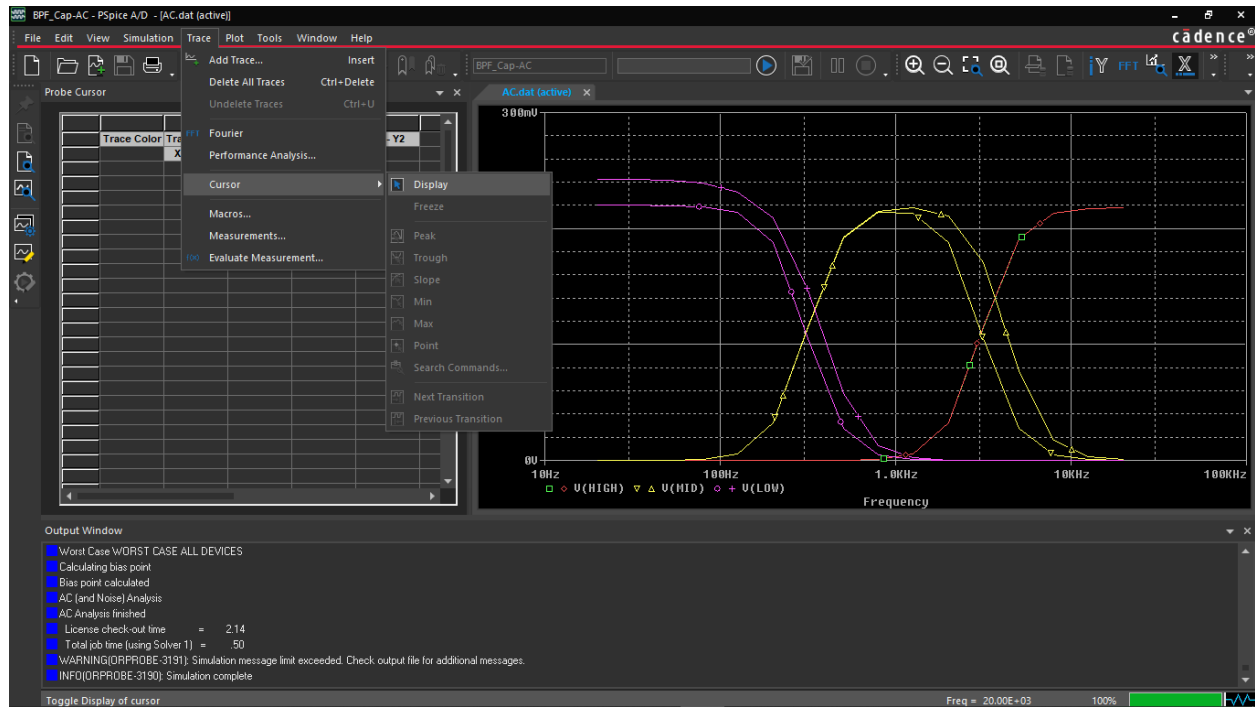 BPF_Cap-AC - PSpice A/D - [AC.dat (active)]
File Edit View Simulation Trace Plot Tools Window Help
cādence®
BPF_Cap-AC
FFT
Probe Cursor
Trace Color
X
- Y2
Add Trace... Insert
Delete All Traces Ctrl+Delete
Undelete Traces Ctrl+U
FFT Fourier
Performance Analysis...
Cursor
Macros...
Measurements...
f(x) Evaluate Measurement...
Display
Freeze
Peak
Trough
Slope
Min
Max
Point
Search Commands...
Next Transition
Previous Transition
AC.dat (active)
300mV
0V
10Hz 100Hz 1.0KHz 10KHz 100KHz
V(HIGH) V(MID) V(LOW)
Frequency
Output Window
Worst Case WORST CASE ALL DEVICES
Calculating bias point
Bias point calculated
AC (and Noise) Analysis
AC Analysis finished
License check-out time = 2.14
Total job time (using Solver 1) = .50
WARNING(ORPROBE-3191): Simulation message limit exceeded. Check output file for additional messages.
INFO(ORPROBE-3190): Simulation complete
Toggle Display of cursor
Freq = 20.00E+03 100%